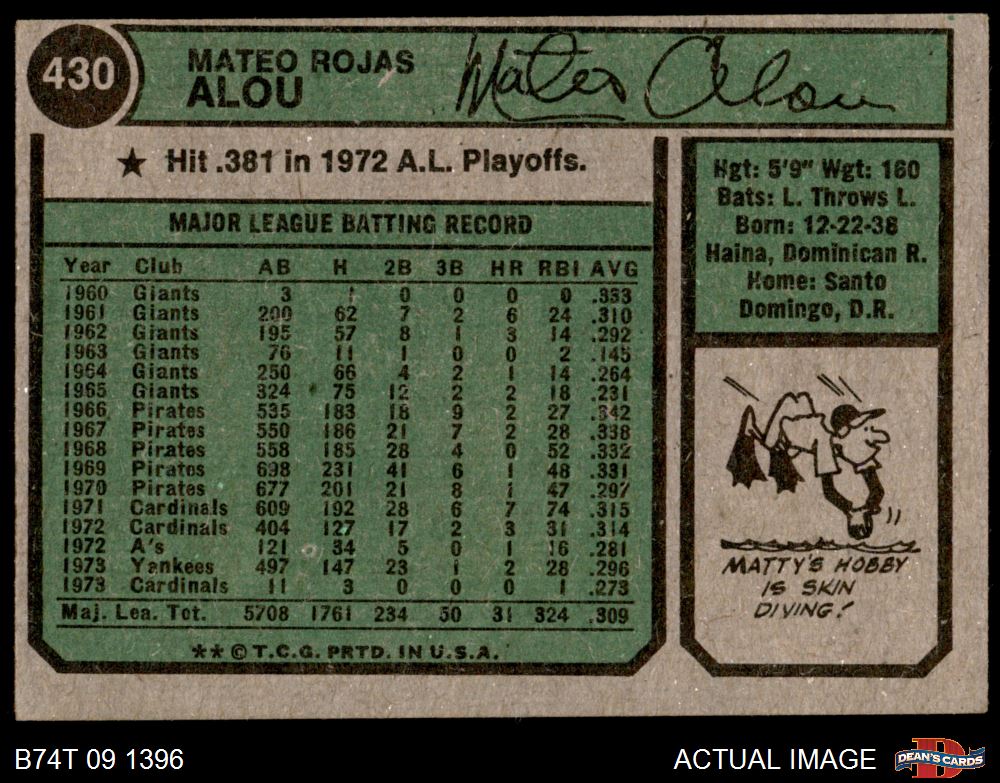 430
MATEO ROJAS
ALOU
Mateo Alou
★ Hit .381 in 1972 A.L. Playoffs.
MAJOR LEAGUE BATTING RECORD
Year Club AB H 2B 3B HR RBI AVG
1960 Giants 3 1 0 0 0 0 .333
1961 Giants 200 62 7 2 6 24 .310
1962 Giants 195 57 8 1 3 14 .292
1963 Giants 76 11 1 0 0 2 .145
1964 Giants 250 66 4 2 1 14 .264
1965 Giants 324 75 12 2 2 18 .231
1966 Pirates 535 183 18 9 2 27 .342
1967 Pirates 550 186 21 7 2 28 .338
1968 Pirates 558 185 28 4 0 52 .332
1969 Pirates 698 231 41 6 1 48 .331
1970 Pirates 677 201 21 8 1 47 .297
1971 Cardinals 609 192 28 6 7 74 .315
1972 Cardinals 404 127 17 2 3 31 .314
1972 A's 121 34 5 0 1 16 .281
1973 Yankees 497 147 23 1 2 28 .296
1973 Cardinals 11 3 0 0 0 1 .273
Maj. Lea. Tot. 5708 1761 234 50 31 324 .309
** © T.C.G. PRTD. IN U.S.A.
Hgt: 5'9" Wgt: 160
Bats: L. Throws L.
Born: 12-22-38
Haina, Dominican R.
Home: Santo
Domingo, D.R.
MATTY'S HOBBY
IS SKIN
DIVING!
B74T 09 1396
ACTUAL IMAGE
DEAN'S CARDS